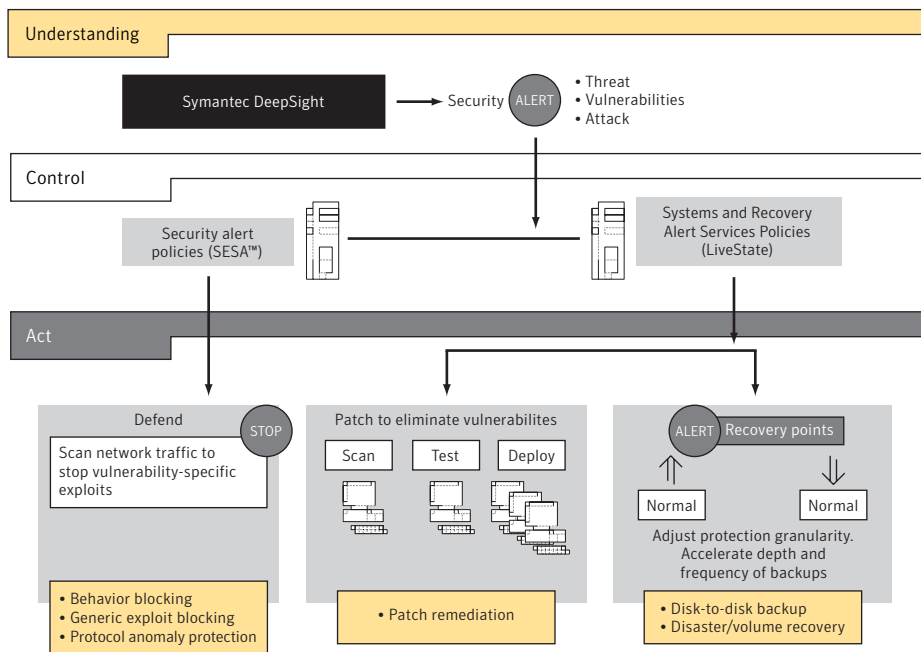 Understanding
Symantec DeepSight
Security
ALERT
• Threat
• Vulnerabilities
• Attack
Control
Security alert
policies (SESA™)
Systems and Recovery
Alert Services Policies
(LiveState)
Act
Defend
STOP
Scan network traffic to
stop vulnerability-specific
exploits
• Behavior blocking
• Generic exploit blocking
• Protocol anomaly protection
Patch to eliminate vulnerabilites
Scan
Test
Deploy
• Patch remediation
ALERT
Recovery points
Normal
Normal
Adjust protection granularity.
Accelerate depth and
frequency of backups
• Disk-to-disk backup
• Disaster/volume recovery